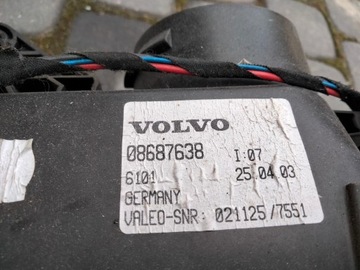 VOLVO
08687638 I:07
6101 25.04.03
GERMANY
VALEO-SNR: 021125/7551